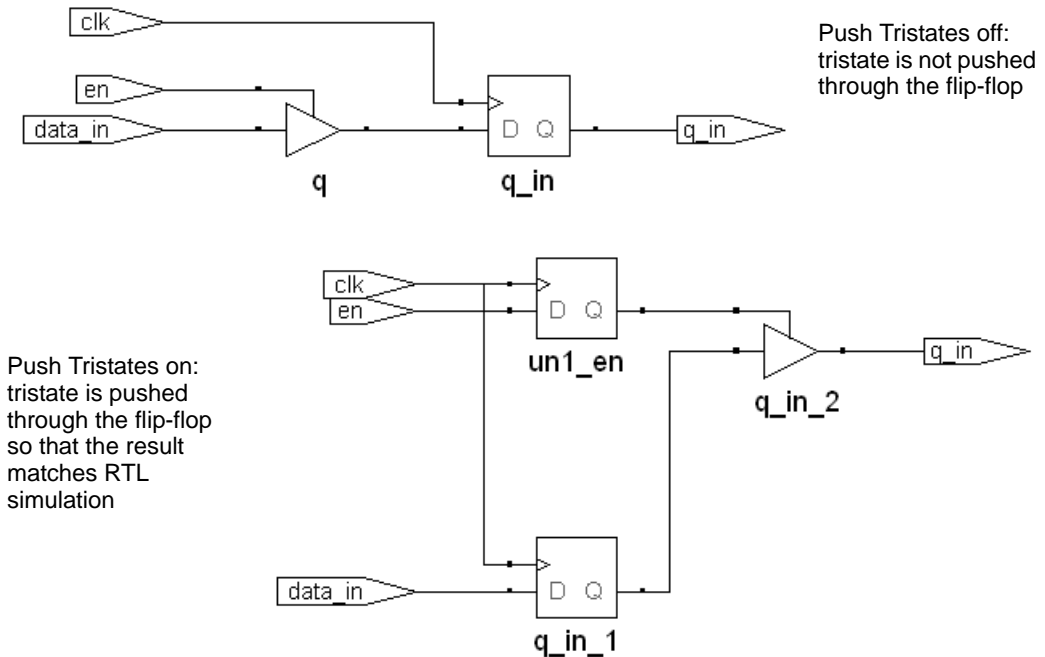 clk
en
data_in
q
D Q
q_in
q_in
Push Tristates off:
tristate is not pushed
through the flip-flop
Push Tristates on:
tristate is pushed
through the flip-flop
so that the result
matches RTL
simulation
clk
en
D Q
un1_en
q_in_2
q_in
data_in
D Q
q_in_1